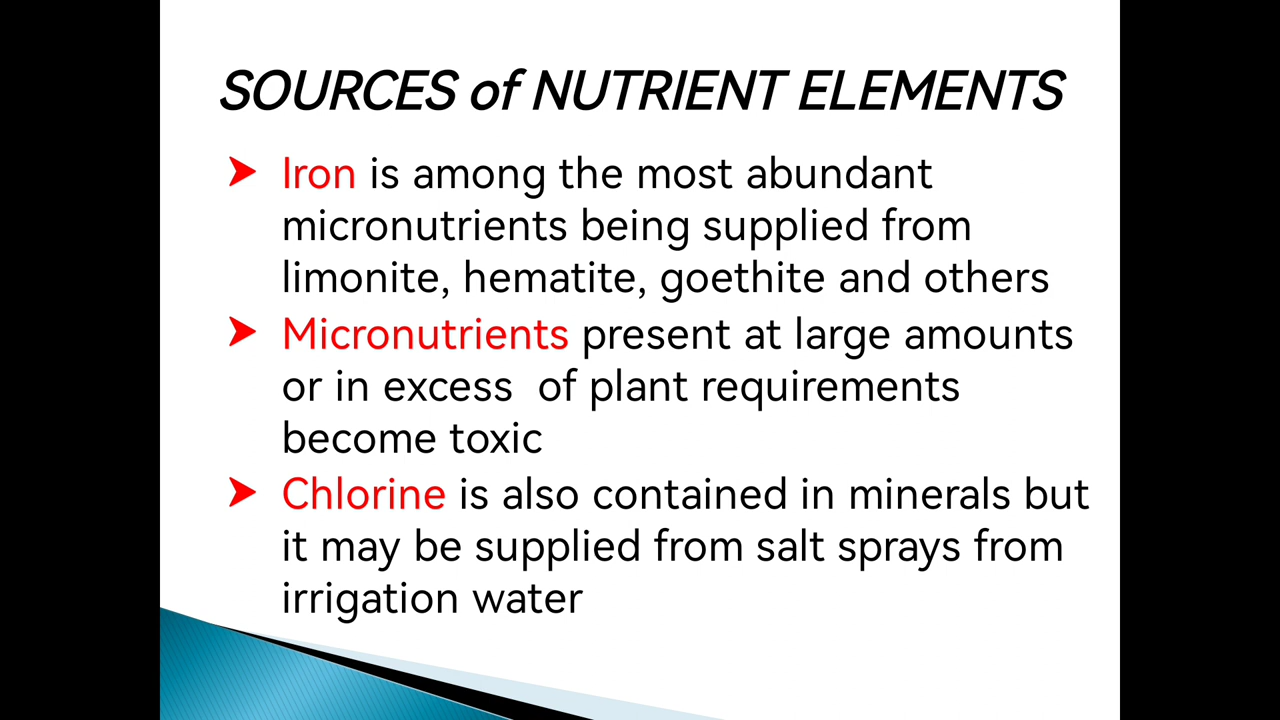 SOURCES of NUTRIENT ELEMENTS
➤ Iron is among the most abundant
micronutrients being supplied from
limonite, hematite, goethite and others
➤ Micronutrients present at large amounts
or in excess  of plant requirements
become toxic
➤ Chlorine is also contained in minerals but
it may be supplied from salt sprays from
irrigation water